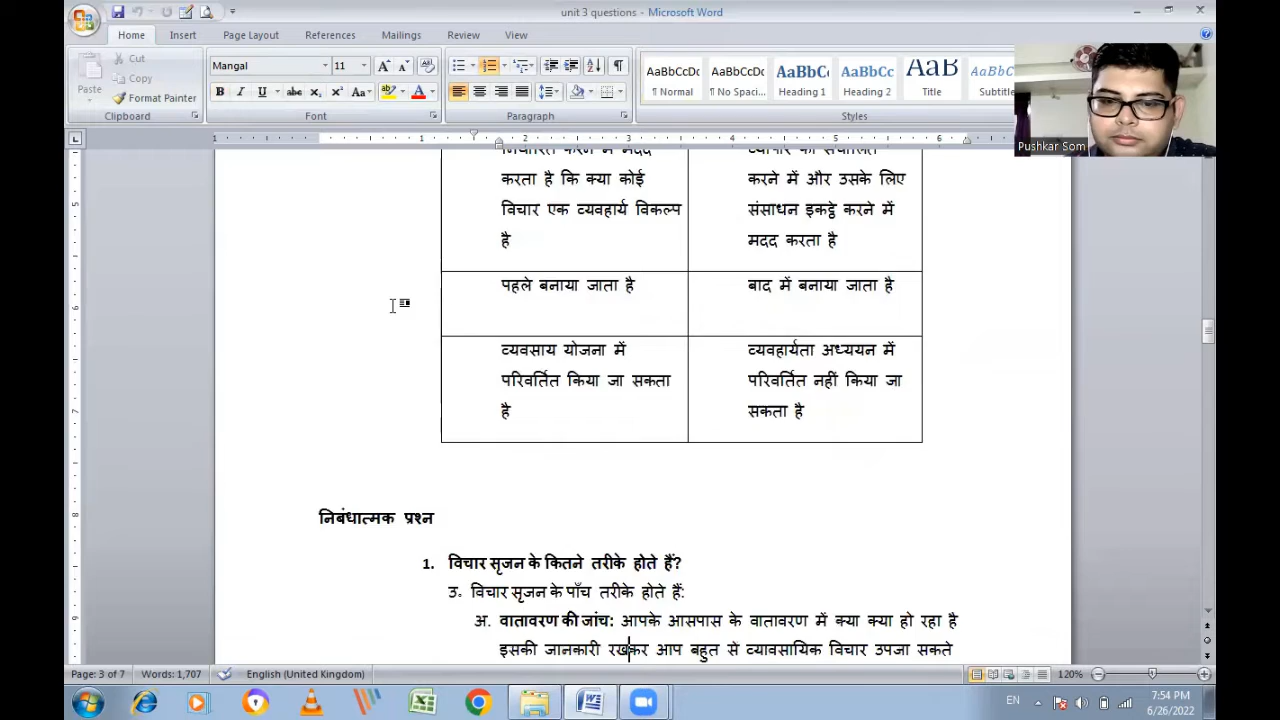 unit 3 questions - Microsoft Word
Home Insert Page Layout References Mailings Review View
Paste
Cut
Copy
Format Painter
Clipboard
Mangal 11
Font
Paragraph
AaBbCcDc AaBbCcDc AaBbC AaBbCc AaB AaBbC
¶ Normal ¶ No Spaci... Heading 1 Heading 2 Title Subtitle
Styles
Pushkar Som
निर्धारित करने में मदद
करता है कि क्या कोई
विचार एक व्यवहार्य विकल्प
है
व्यापार को संचालित
करने में और उसके लिए
संसाधन इकट्ठे करने में
मदद करता है
पहले बनाया जाता है
बाद में बनाया जाता है
व्यवसाय योजना में
परिवर्तित किया जा सकता
है
व्यवहार्यता अध्ययन में
परिवर्तित नहीं किया जा
सकता है
निबंधात्मक प्रश्न
1. विचार सृजन के कितने तरीके होते हैं?
उ. विचार सृजन के पाँच तरीके होते हैं:
अ. वातावरण की जांच: आपके आसपास के वातावरण में क्या क्या हो रहा है
इसकी जानकारी रखकर आप बहुत से व्यावसायिक विचार उपजा सकते
Page: 3 of 7 Words: 1,707 English (United Kingdom) 120%
EN 7:54 PM
6/26/2022